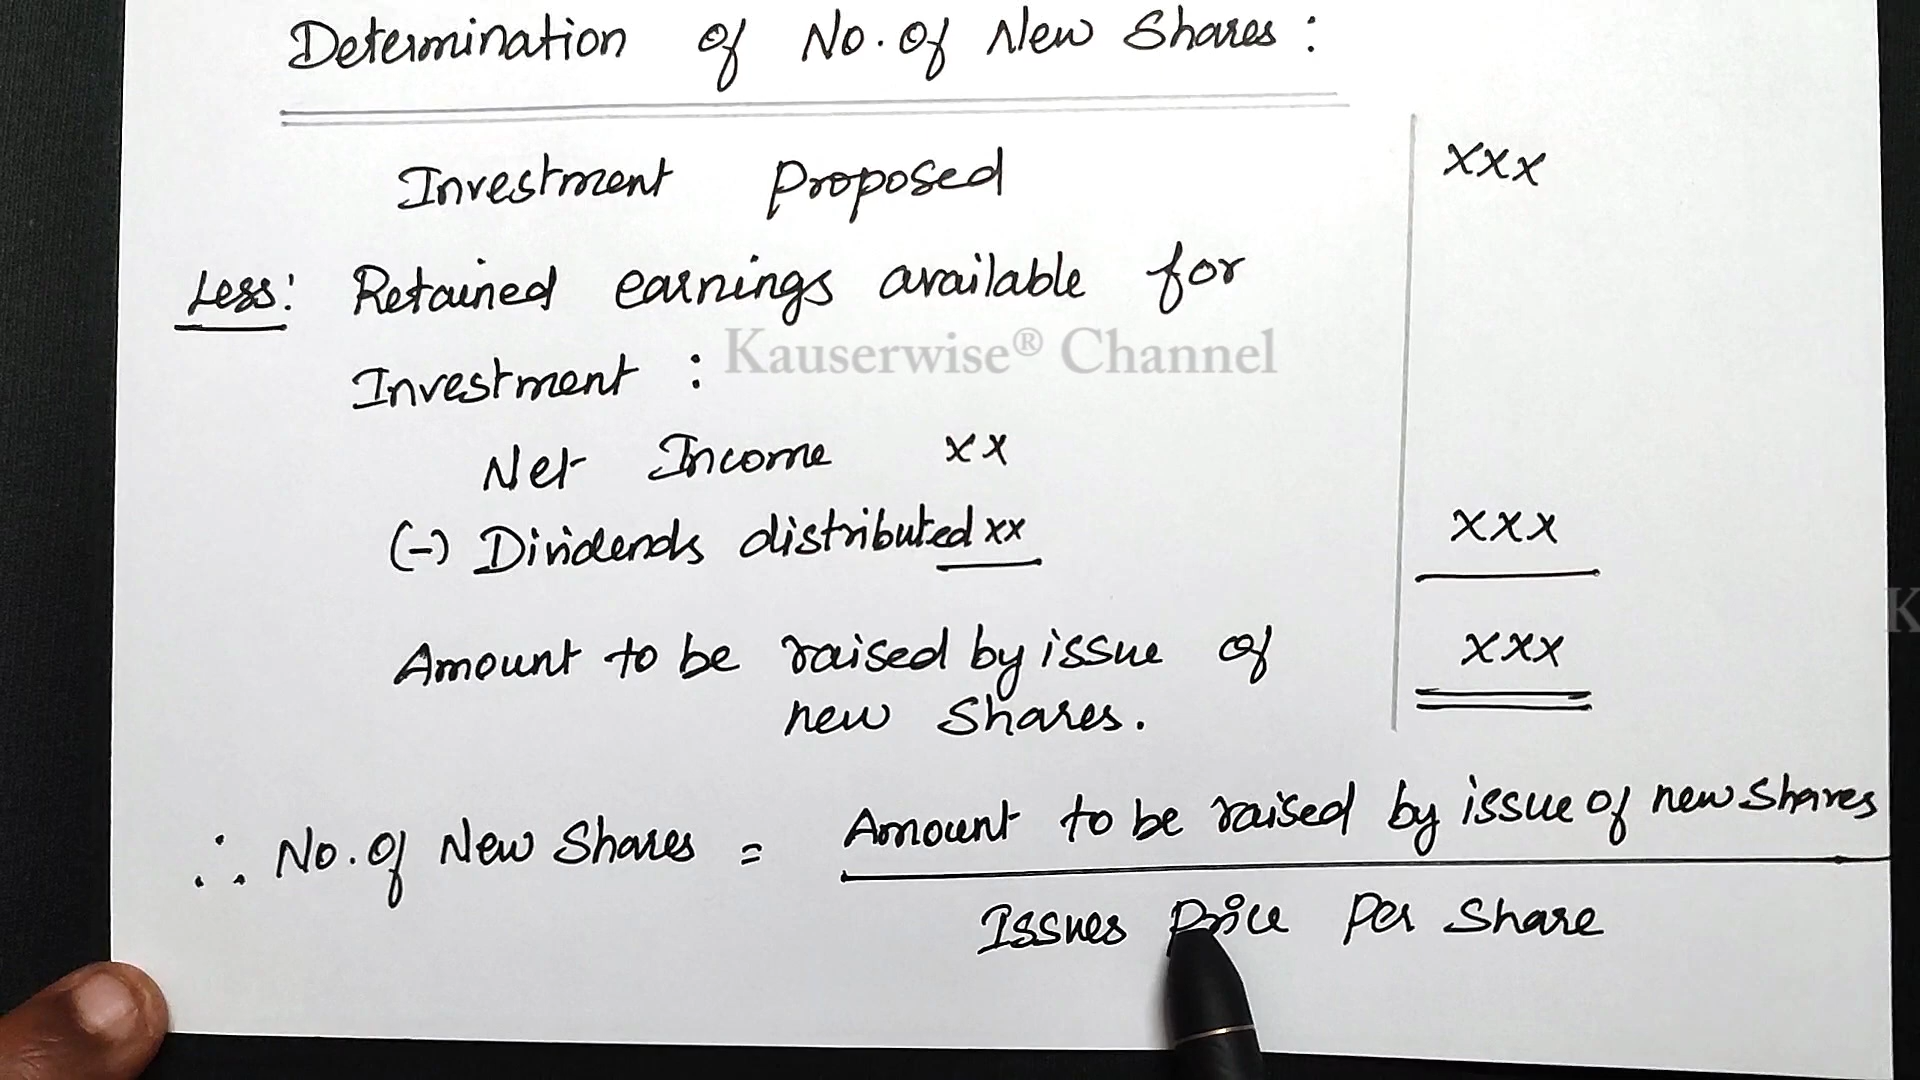 Determination of No. of New Shares :
Investment Proposed xxx
Less: Retained earnings available for
Kauserwise® Channel
Investment :
Net Income xx
(-) Dividends distributed xx xxx
K
Amount to be raised by issue of xxx
new Shares.
∴ No. of New Shares = Amount to be raised by issue of new Shares
Issues Price Per Share